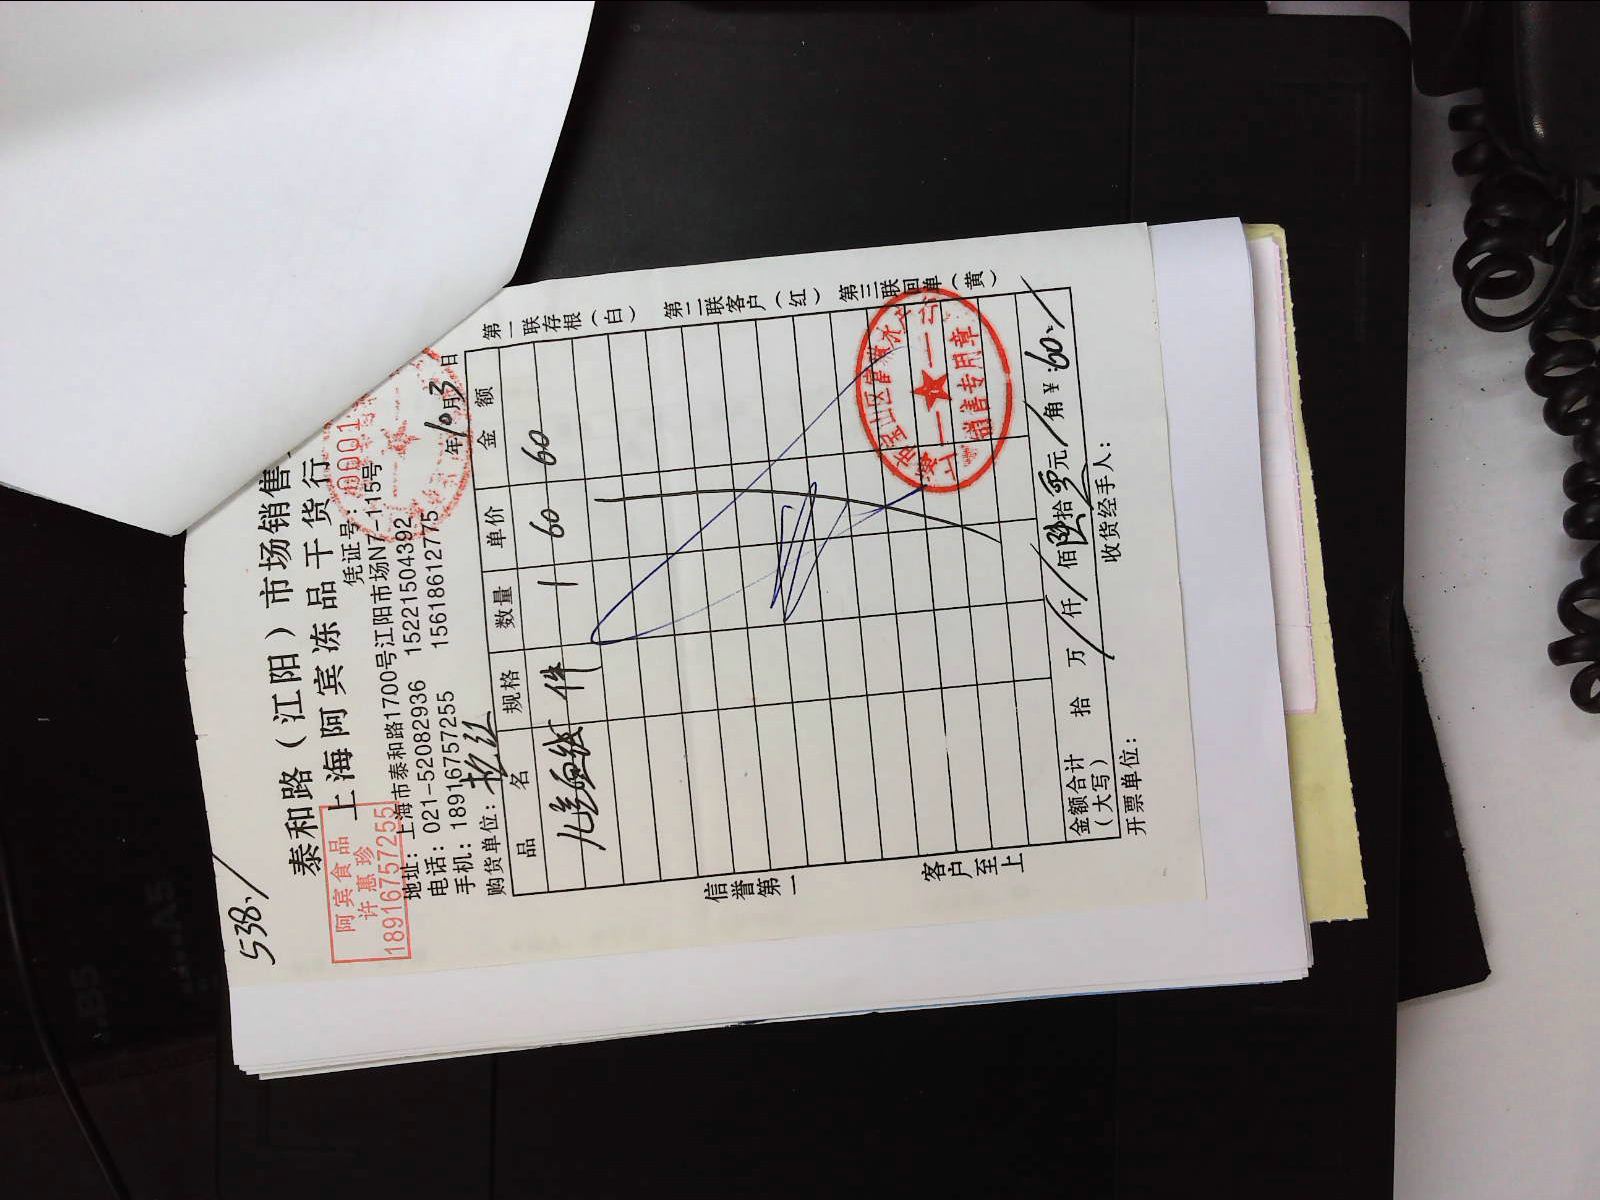 538.
泰和路（江阳）市场销售
上海阿宾冻品干货行
阿宾食品
许惠珍
18916757255
凭证号：0001
地址：上海市泰和路1700号江阳市场N7-115号
电话：021-52082936 15221504392
手机：18916757255 15618612775
购货单位： 年10月3日
品名 规格 数量 单价 金额
件 1 60 60
第一联存根（白）
第二联客户（红）
第三联回单（黄）
信誉第一
客户至上
销售专用章
金额合计（大写） 拾 万 仟 佰 陆 拾 零 元 角 ¥：60.
开票单位： 收货经手人：